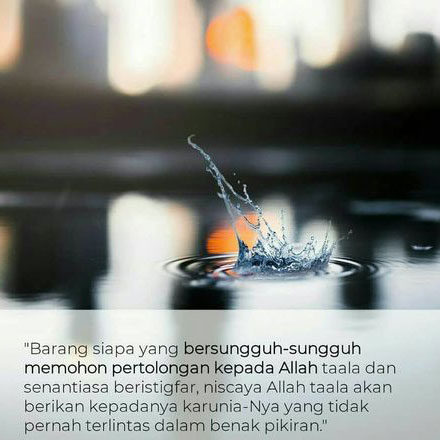 "Barang siapa yang bersungguh-sungguh
memohon pertolongan kepada Allah taala dan
senantiasa beristigfar, niscaya Allah taala akan
berikan kepadanya karunia-Nya yang tidak
pernah terlintas dalam benak pikiran."